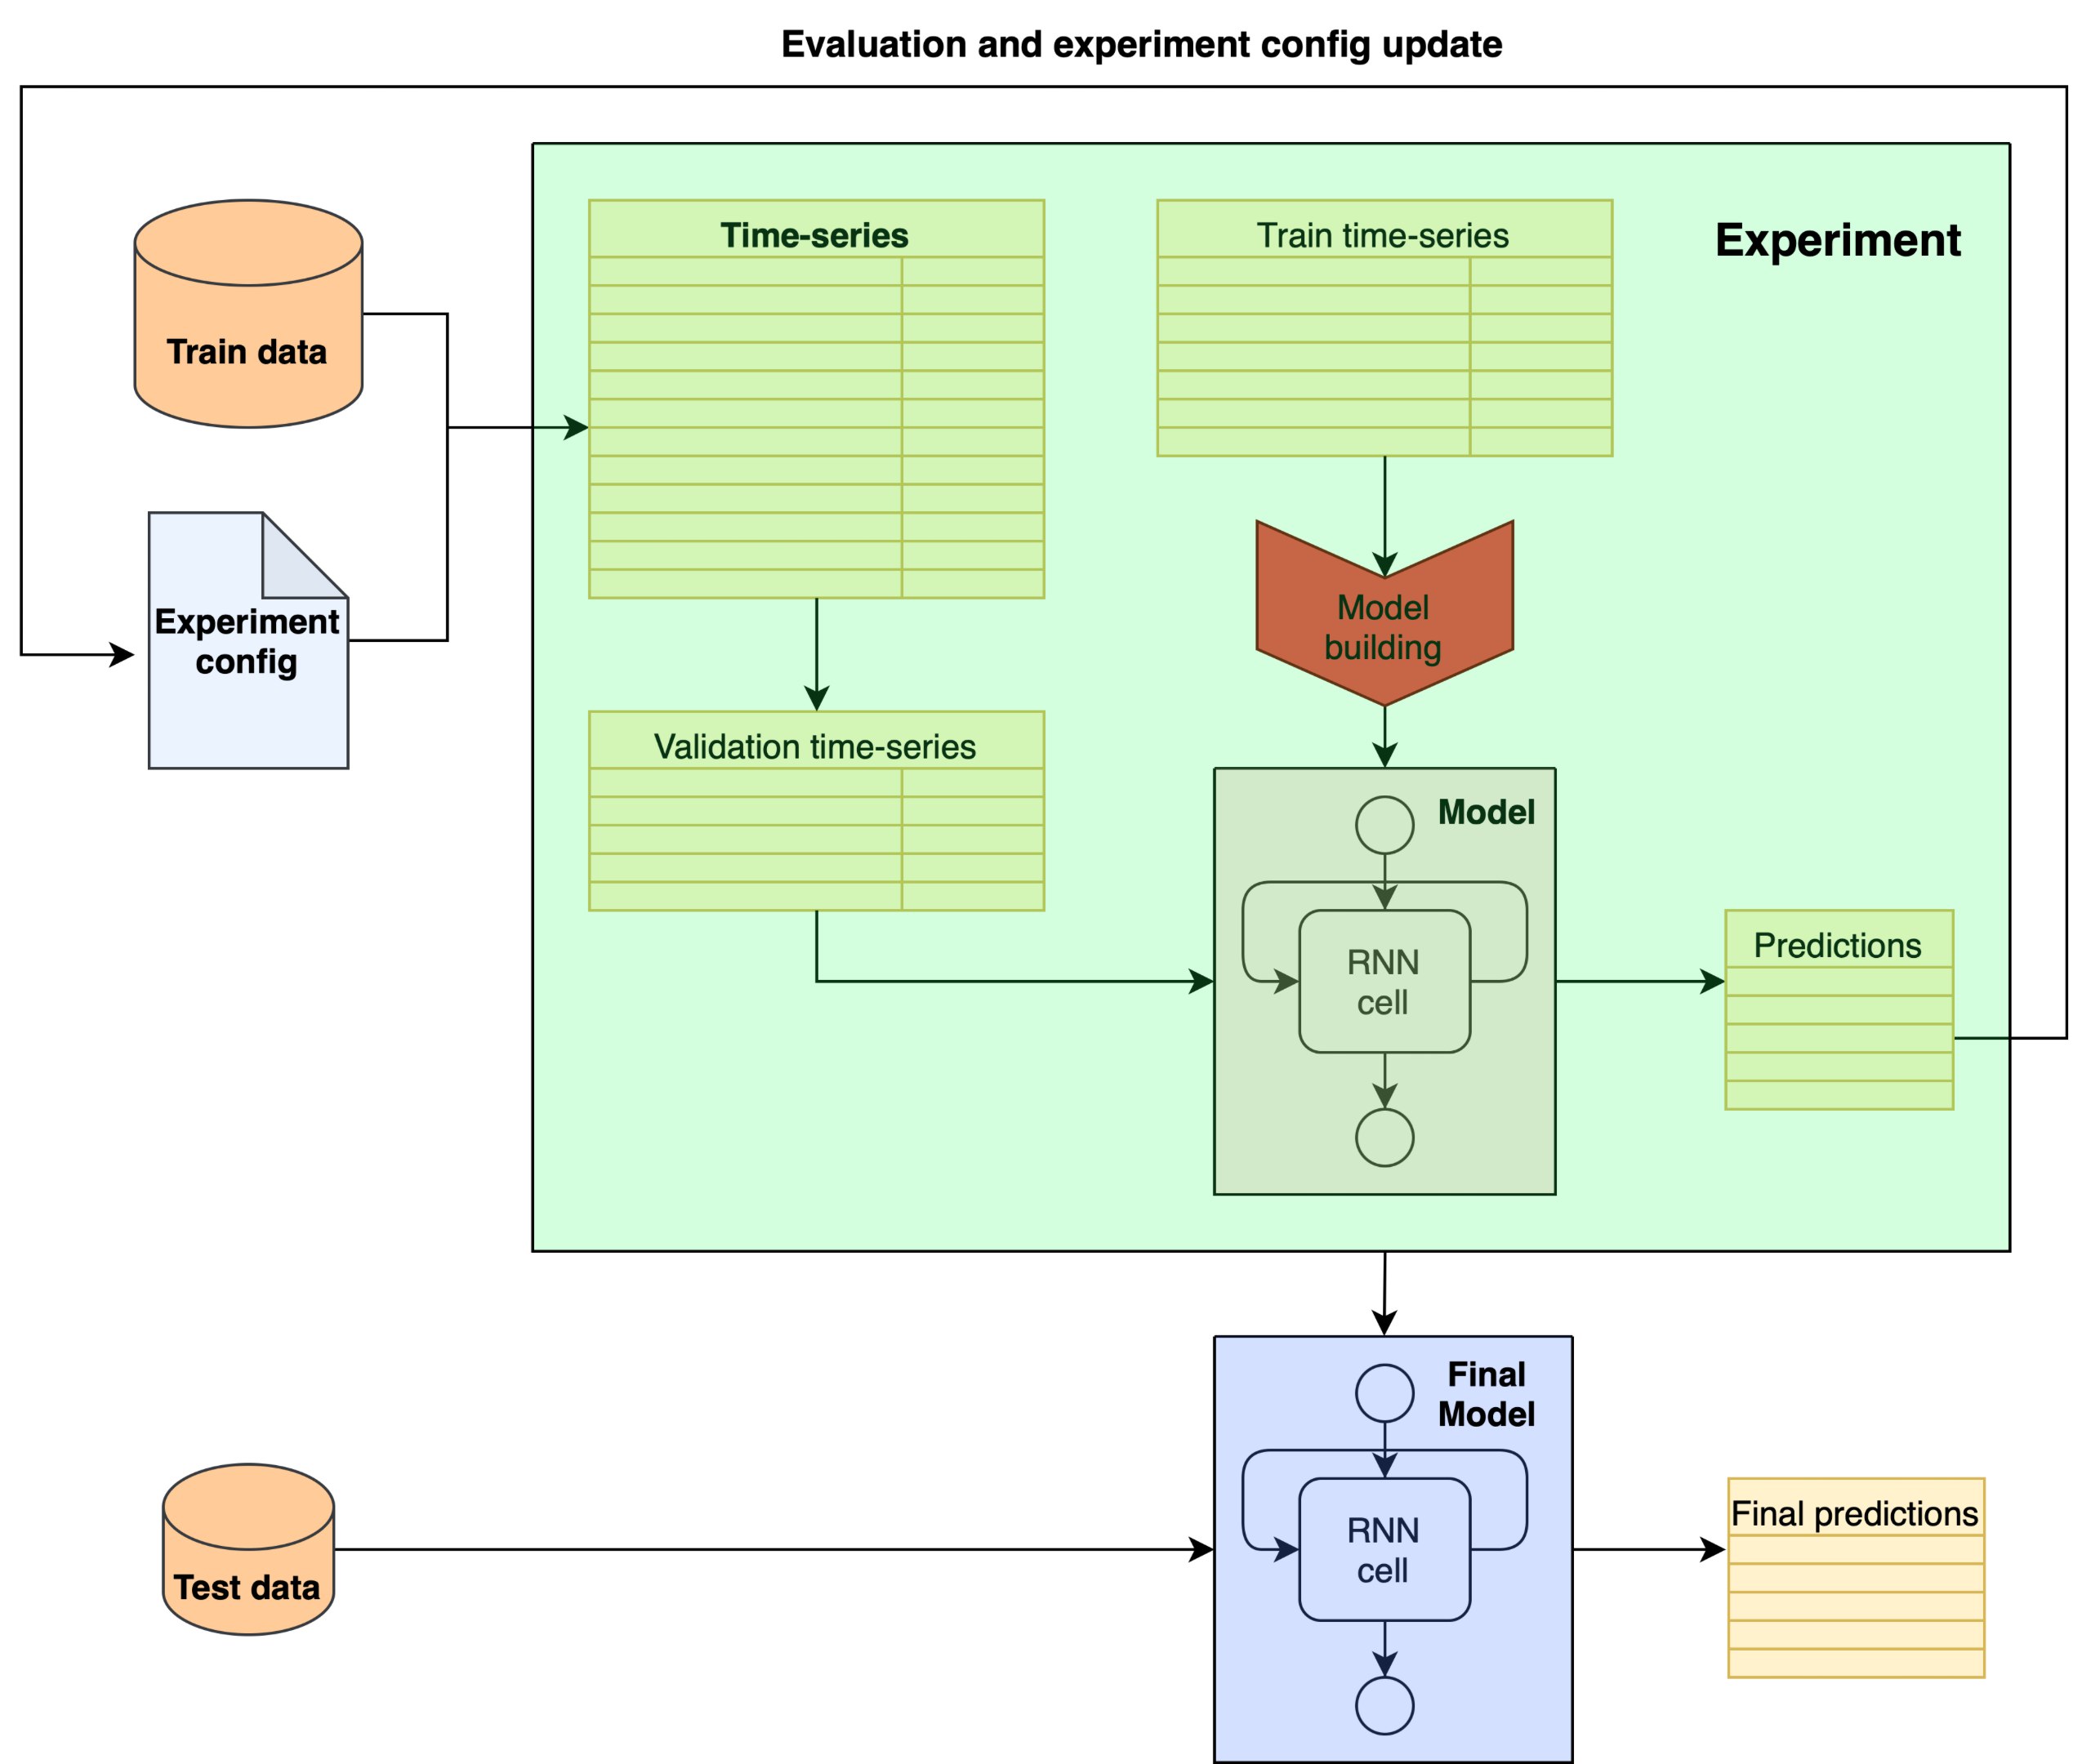 Evaluation and experiment config update
Train data
Experiment
config
Time-series
Train time-series
Experiment
Model
building
Validation time-series
Model
RNN
cell
Predictions
Final
Model
RNN
cell
Test data
Final predictions